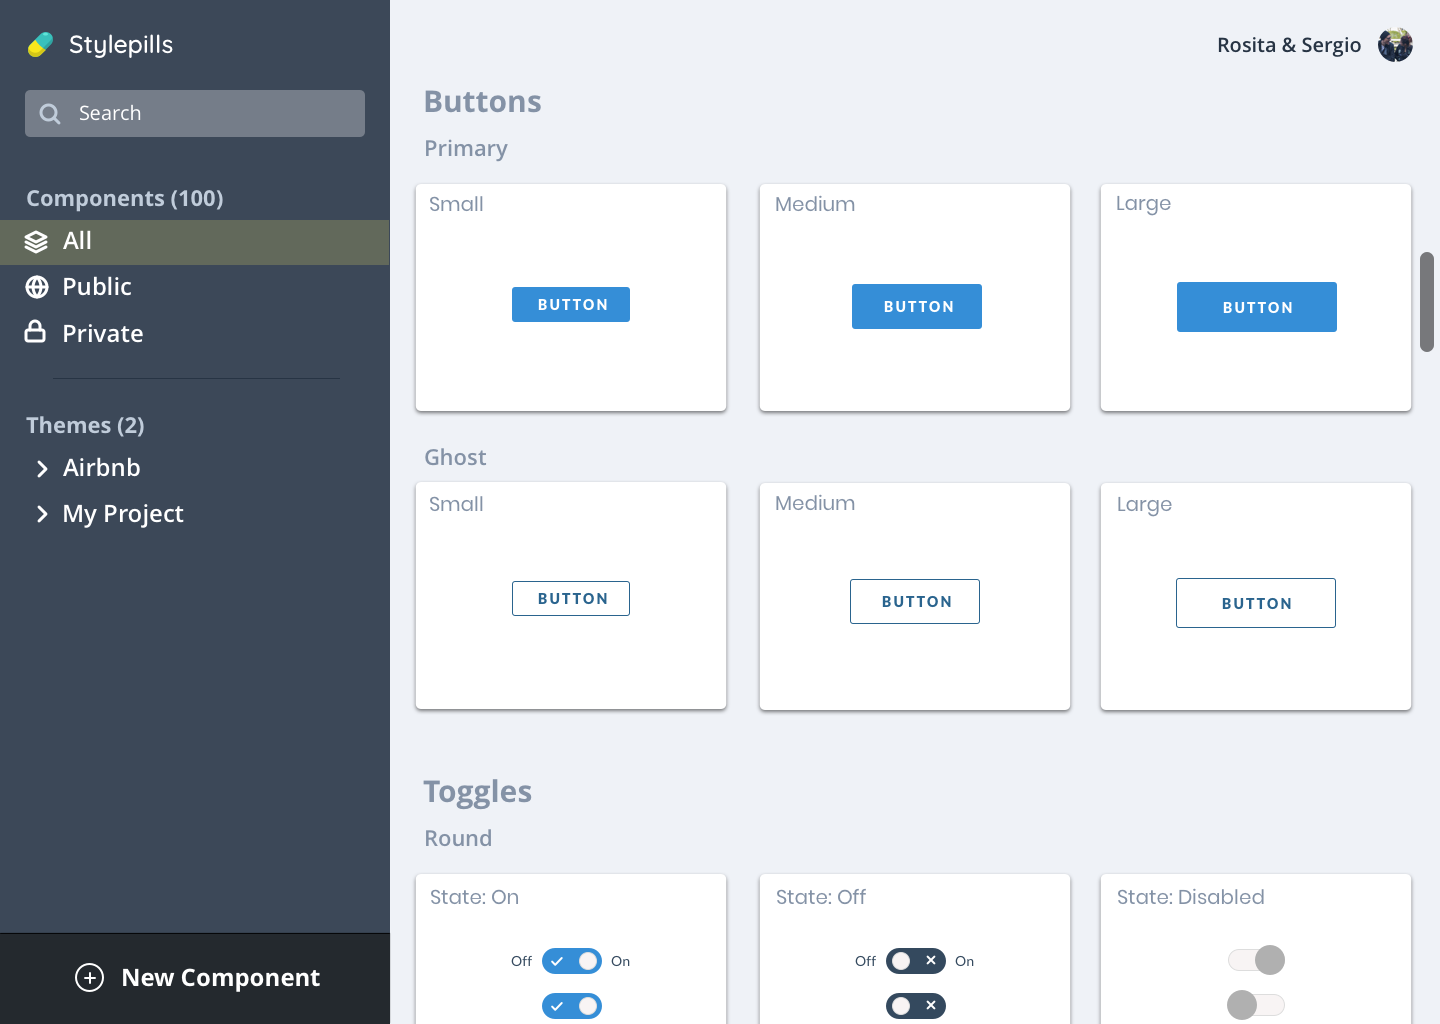 Stylepills
Search
Components (100)
All
Public
Private
Themes (2)
Airbnb
My Project
New Component
Rosita & Sergio
Buttons
Primary
Small
Medium
Large
BUTTON
BUTTON
BUTTON
Ghost
Small
Medium
Large
BUTTON
BUTTON
BUTTON
Toggles
Round
State: On
State: Off
State: Disabled
Off On
Off On